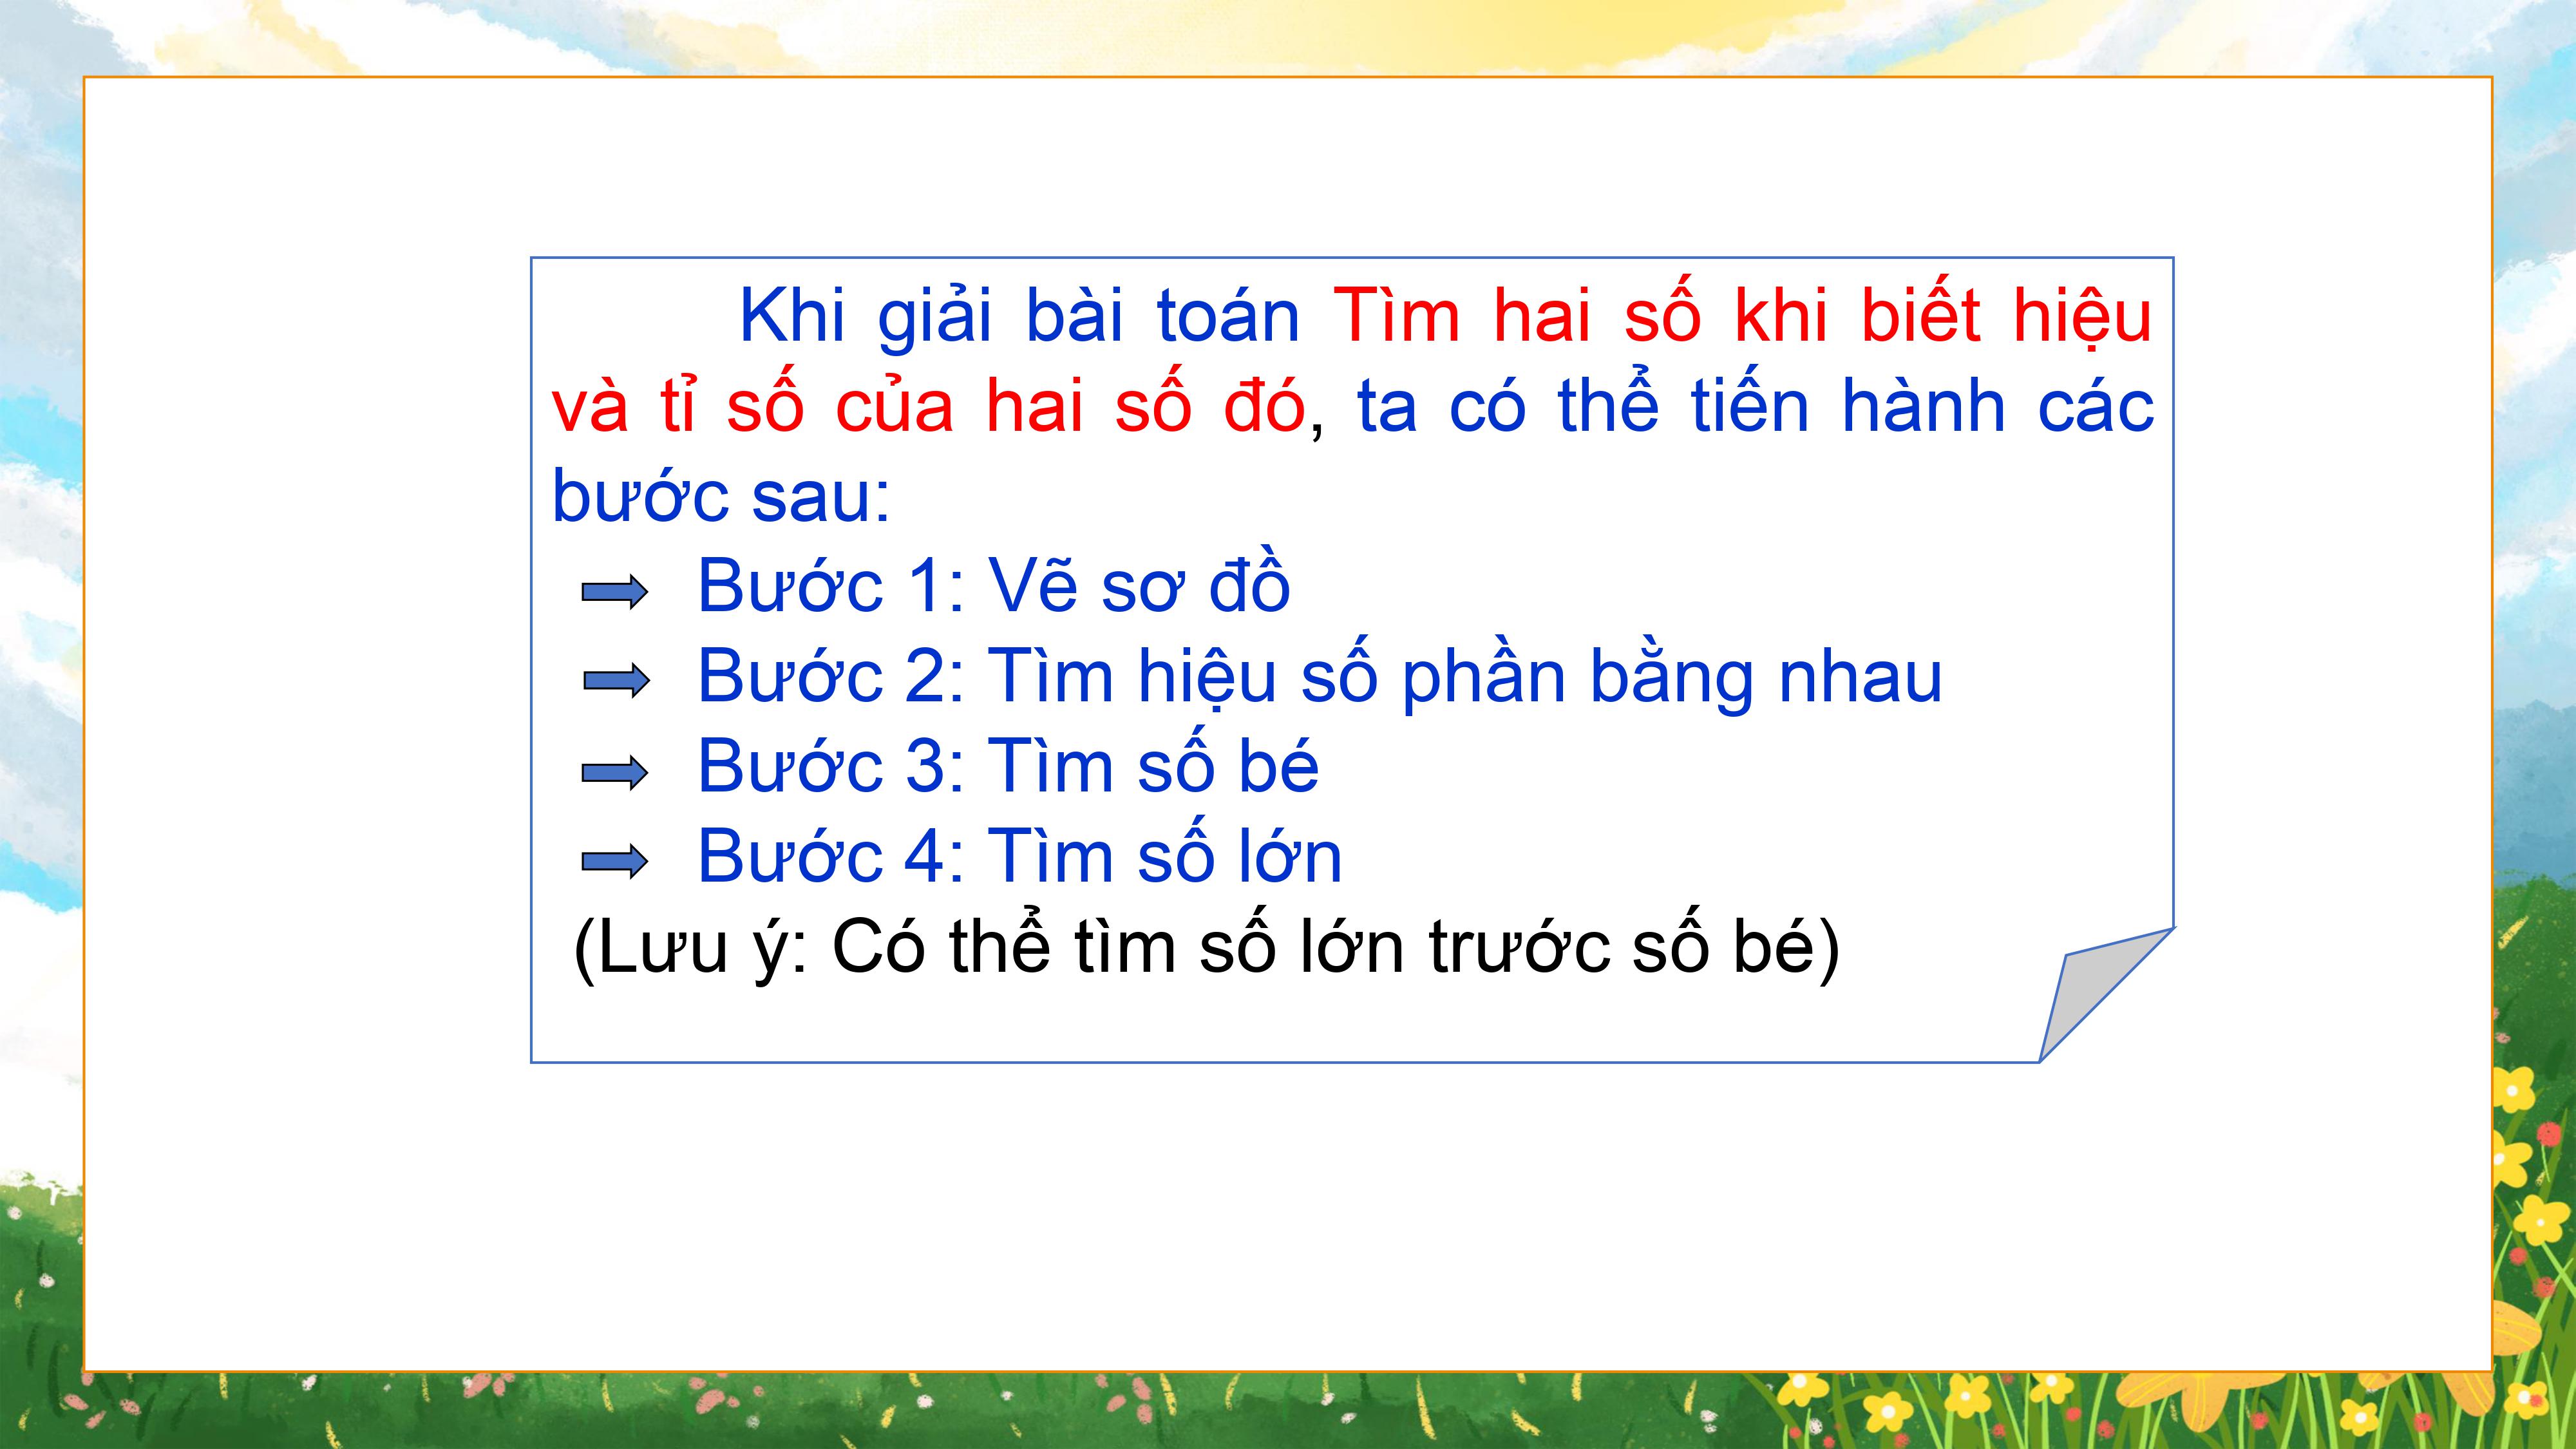 Khi giải bài toán Tìm hai số khi biết hiệu
và tỉ số của hai số đó, ta có thể tiến hành các
bước sau:
Bước 1: Vẽ sơ đồ
Bước 2: Tìm hiệu số phần bằng nhau
Bước 3: Tìm số bé
Bước 4: Tìm số lớn
(Lưu ý: Có thể tìm số lớn trước số bé)